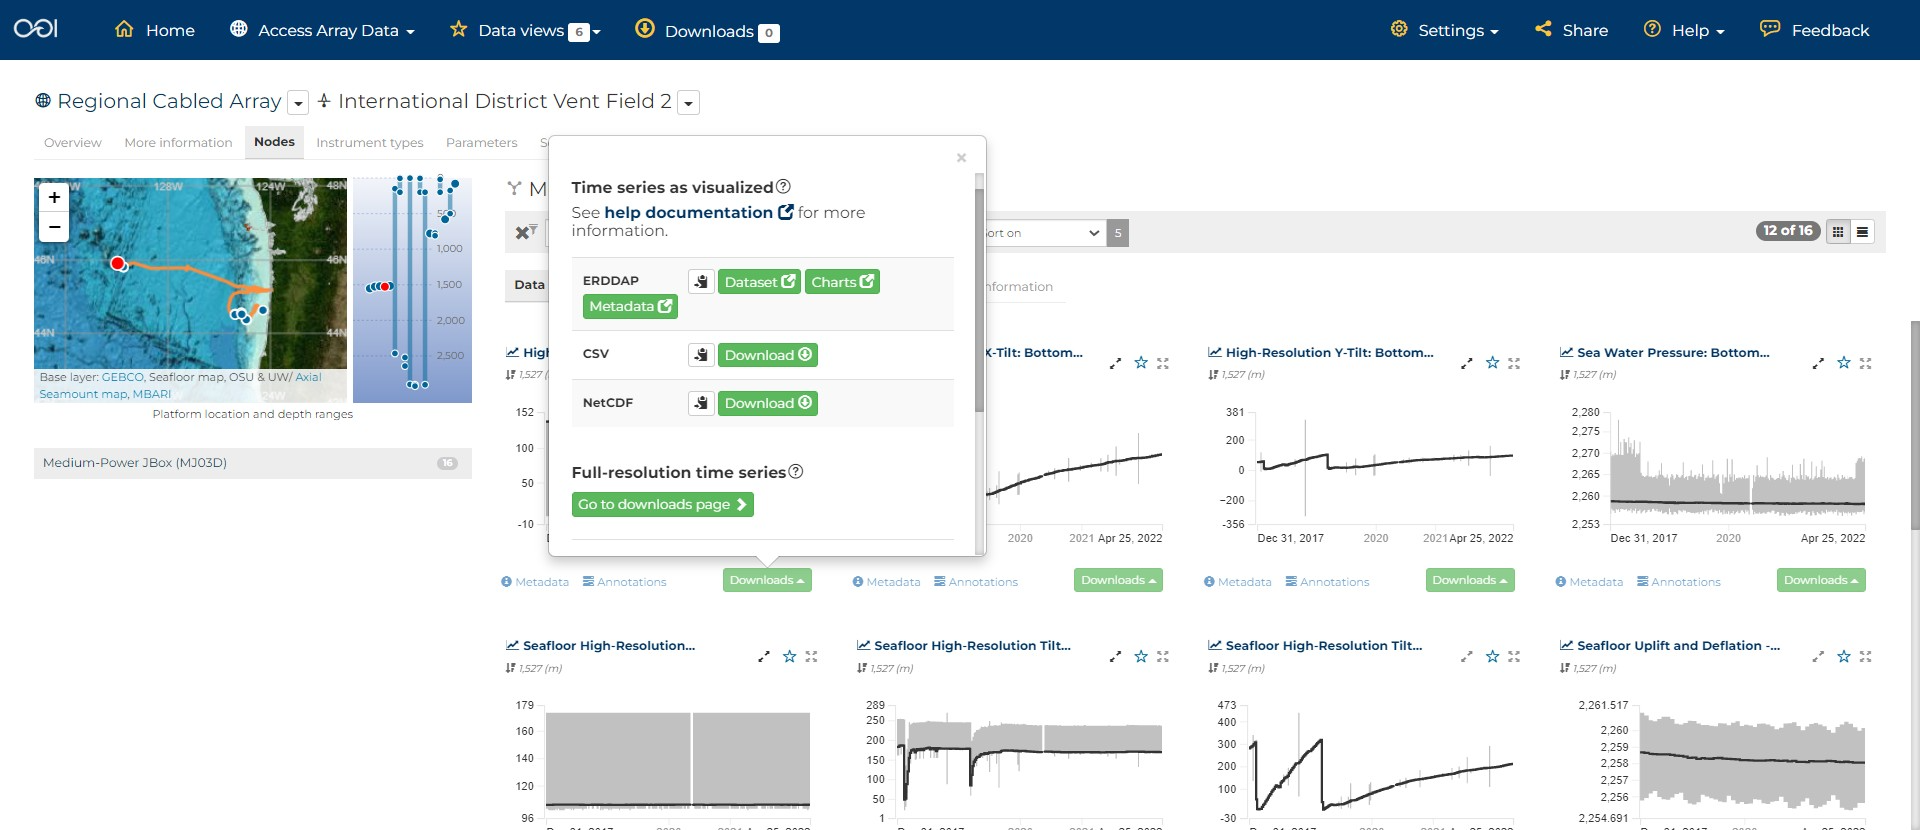 OOI Home Access Array Data Data views 6 Downloads 0 Settings Share Help Feedback
Regional Cabled Array International District Vent Field 2
Overview More information Nodes Instrument types Parameters S
+
−
128W 124W 48N
46N 46N
44N 44N
124W
Base layer: GEBCO, Seafloor map, OSU & UW/ Axial
Seamount map, MBARI
500
1,000
1,500
2,000
2,500
Platform location and depth ranges
Medium-Power JBox (MJ03D) 16
M
Sort on 5 12 of 16
Data
nformation
×
Time series as visualized
See help documentation for more
information.
ERDDAP Dataset Charts
Metadata
CSV Download
NetCDF Download
Full-resolution time series
Go to downloads page
High
1,527 (
152
100
50
-10
D
Metadata Annotations Downloads
X-Tilt: Bottom...
2020 2021 Apr 25, 2022
Metadata Annotations Downloads
High-Resolution Y-Tilt: Bottom...
1,527 (m)
381
200
0
−200
-356
Dec 31, 2017 2020 2021 Apr 25, 2022
Metadata Annotations Downloads
Sea Water Pressure: Bottom...
1,527 (m)
2,280
2,275
2,270
2,265
2,260
2,253
Dec 31, 2017 2020 Apr 25, 2022
Metadata Annotations Downloads
Seafloor High-Resolution...
1,527 (m)
179
160
140
120
96
Seafloor High-Resolution Tilt...
1,527 (m)
289
250
200
150
100
50
1
Seafloor High-Resolution Tilt...
1,527 (m)
473
400
300
200
100
-30
Seafloor Uplift and Deflation -...
1,527 (m)
2,261.517
2,260
2,259
2,258
2,257
2,256
2,254.691